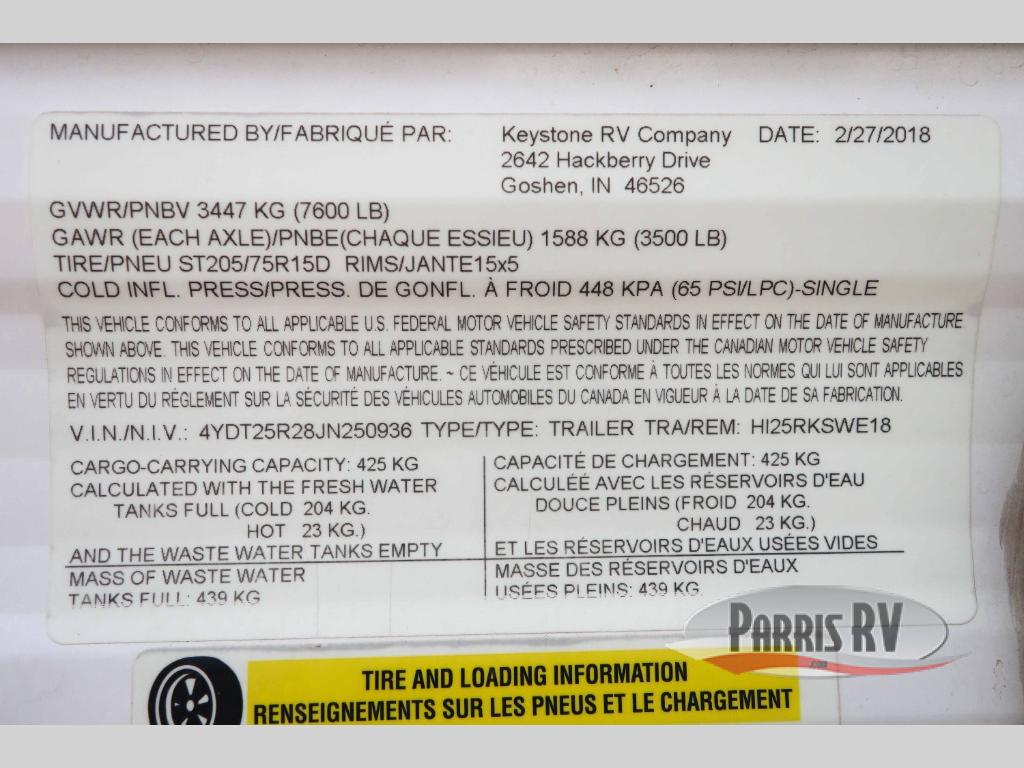 MANUFACTURED BY/FABRIQUÉ PAR: Keystone RV Company DATE: 2/27/2018
2642 Hackberry Drive
Goshen, IN 46526
GVWR/PNBV 3447 KG (7600 LB)
GAWR (EACH AXLE)/PNBE(CHAQUE ESSIEU) 1588 KG (3500 LB)
TIRE/PNEU ST205/75R15D RIMS/JANTE15x5
COLD INFL. PRESS/PRESS. DE GONFL. À FROID 448 KPA (65 PSI/LPC)-SINGLE
THIS VEHICLE CONFORMS TO ALL APPLICABLE U.S. FEDERAL MOTOR VEHICLE SAFETY STANDARDS IN EFFECT ON THE DATE OF MANUFACTURE
SHOWN ABOVE. THIS VEHICLE CONFORMS TO ALL APPLICABLE STANDARDS PRESCRIBED UNDER THE CANADIAN MOTOR VEHICLE SAFETY
REGULATIONS IN EFFECT ON THE DATE OF MANUFACTURE. ~ CE VÉHICULE EST CONFORME À TOUTES LES NORMES QUI LUI SONT APPLICABLES
EN VERTU DU RÉGLEMENT SUR LA SÉCURITÉ DES VÉHICULES AUTOMOBILES DU CANADA EN VIGUEUR À LA DATE DE SA FABRICATION.
V.I.N./N.I.V.: 4YDT25R28JN250936 TYPE/TYPE: TRAILER TRA/REM: HI25RKSWE18
CARGO-CARRYING CAPACITY: 425 KG
CALCULATED WITH THE FRESH WATER
TANKS FULL (COLD 204 KG.
HOT 23 KG.)
AND THE WASTE WATER TANKS EMPTY
MASS OF WASTE WATER
TANKS FULL: 439 KG
CAPACITÉ DE CHARGEMENT: 425 KG
CALCULÉE AVEC LES RÉSERVOIRS D'EAU
DOUCE PLEINS (FROID 204 KG.
CHAUD 23 KG.)
ET LES RÉSERVOIRS D'EAUX USÉES VIDES
MASSE DES RÉSERVOIRS D'EAUX
USÉES PLEINS: 439 KG.
PARRIS RV
.com
TIRE AND LOADING INFORMATION
RENSEIGNEMENTS SUR LES PNEUS ET LE CHARGEMENT